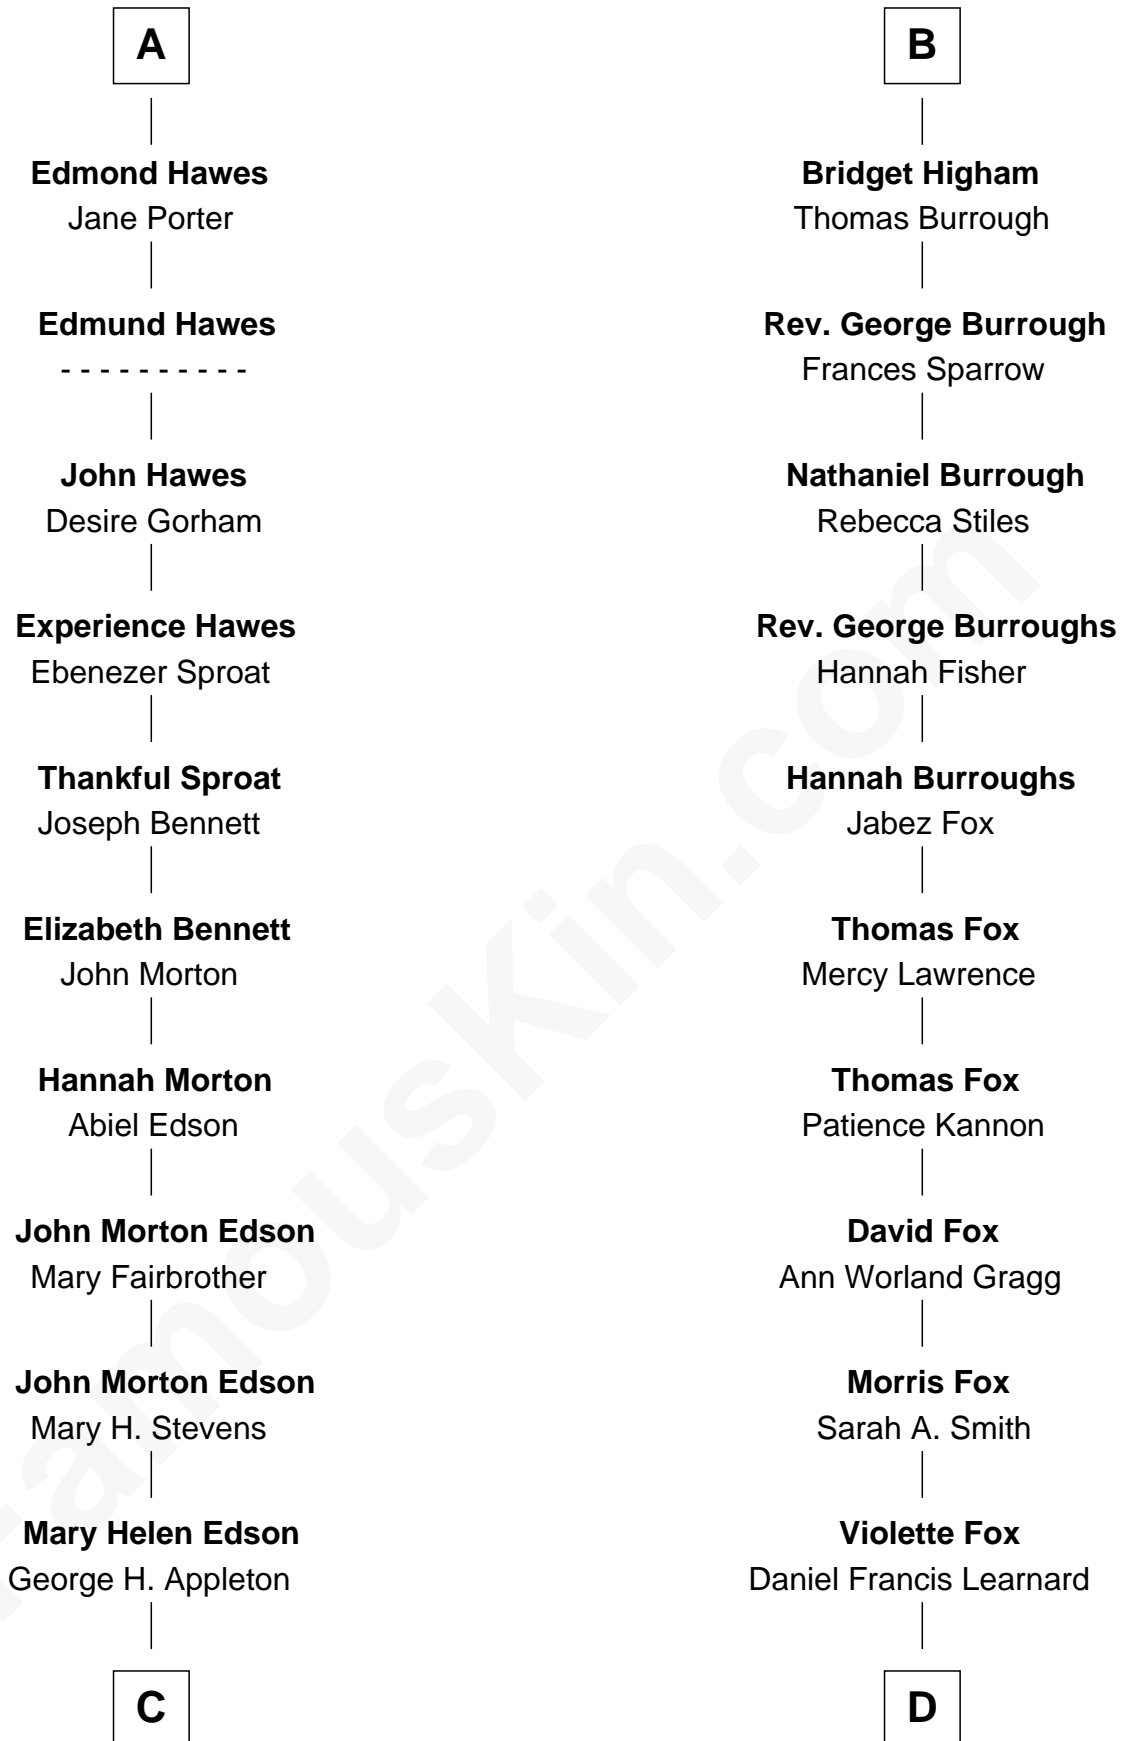 A
Edmond Hawes
Jane Porter
Edmund Hawes
- - - - - - - - - -
John Hawes
Desire Gorham
Experience Hawes
Ebenezer Sproat
Thankful Sproat
Joseph Bennett
Elizabeth Bennett
John Morton
Hannah Morton
Abiel Edson
John Morton Edson
Mary Fairbrother
John Morton Edson
Mary H. Stevens
Mary Helen Edson
George H. Appleton
C
B
Bridget Higham
Thomas Burrough
Rev. George Burrough
Frances Sparrow
Nathaniel Burrough
Rebecca Stiles
Rev. George Burroughs
Hannah Fisher
Hannah Burroughs
Jabez Fox
Thomas Fox
Mercy Lawrence
Thomas Fox
Patience Kannon
David Fox
Ann Worland Gragg
Morris Fox
Sarah A. Smith
Violette Fox
Daniel Francis Learnard
D
FamousKin.com